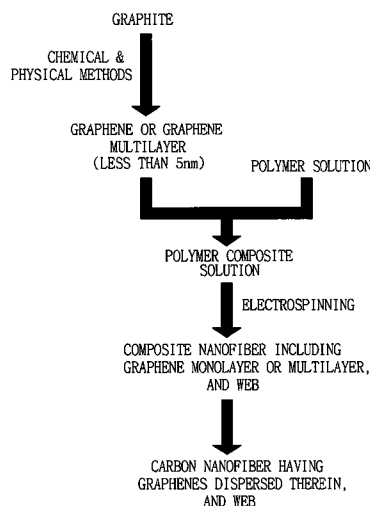 GRAPHITE
CHEMICAL &
PHYSICAL METHODS
GRAPHENE OR GRAPHENE
MULTILAYER
(LESS THAN 5nm)
POLYMER SOLUTION
POLYMER COMPOSITE
SOLUTION
ELECTROSPINNING
COMPOSITE NANOFIBER INCLUDING
GRAPHENE MONOLAYER OR MULTILAYER,
AND WEB
CARBON NANOFIBER HAVING
GRAPHENES DISPERSED THEREIN,
AND WEB